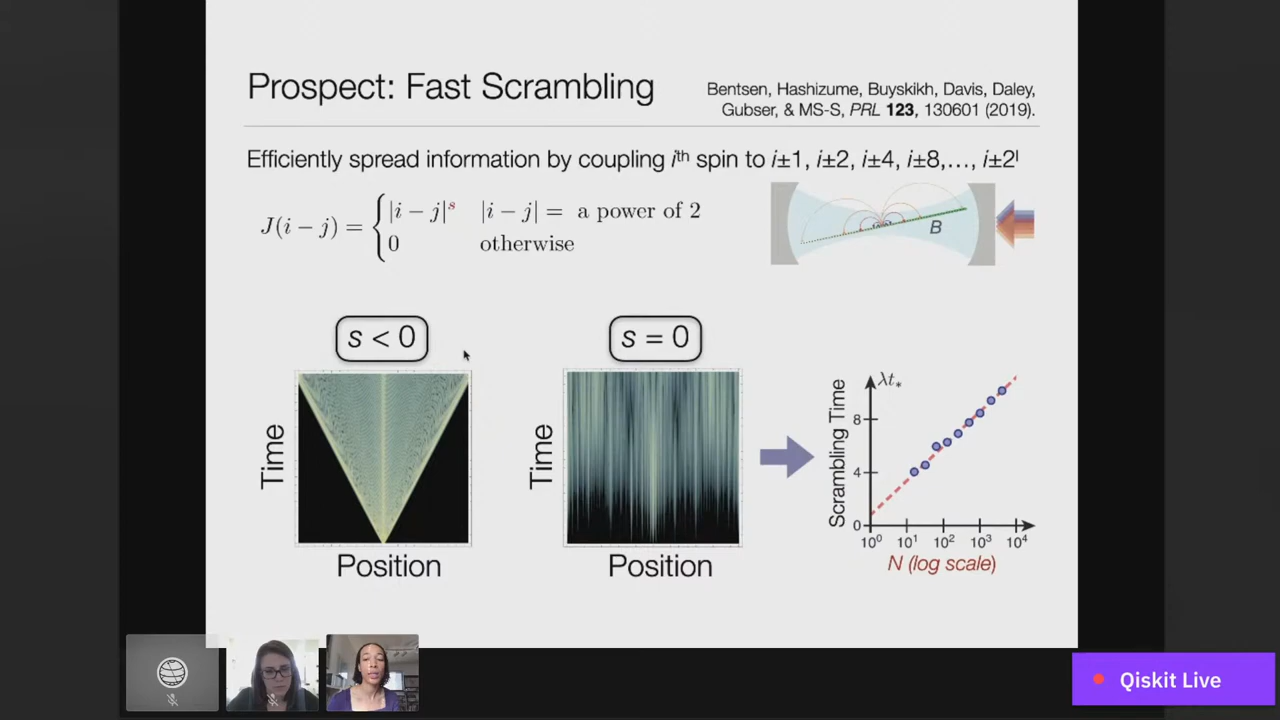 Prospect: Fast Scrambling
Bentsen, Hashizume, Buyskikh, Davis, Daley,
Gubser, & MS-S, PRL 123, 130601 (2019).
Efficiently spread information by coupling iᵗʰ spin to i±1, i±2, i±4, i±8,..., i±2ˡ
J(i − j) = { |i − j|ˢ |i − j| = a power of 2
0 otherwise
B
s < 0
s = 0
Time
Position
Time
Position
Scrambling Time
λt*
8
4
0
10⁰ 10¹ 10² 10³ 10⁴
N (log scale)
Qiskit Live